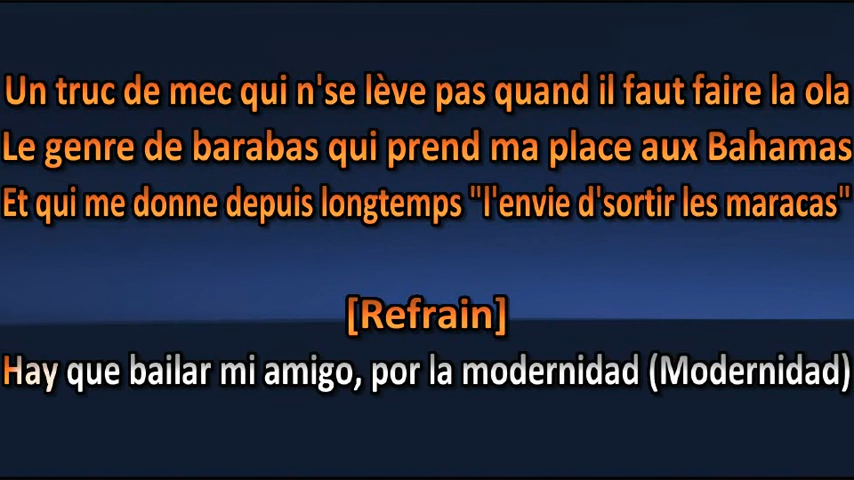 Un truc de mec qui n'se lève pas quand il faut faire la ola
Le genre de barabas qui prend ma place aux Bahamas
Et qui me donne depuis longtemps "l'envie d'sortir les maracas"
[Refrain]
Hay que bailar mi amigo, por la modernidad (Modernidad)